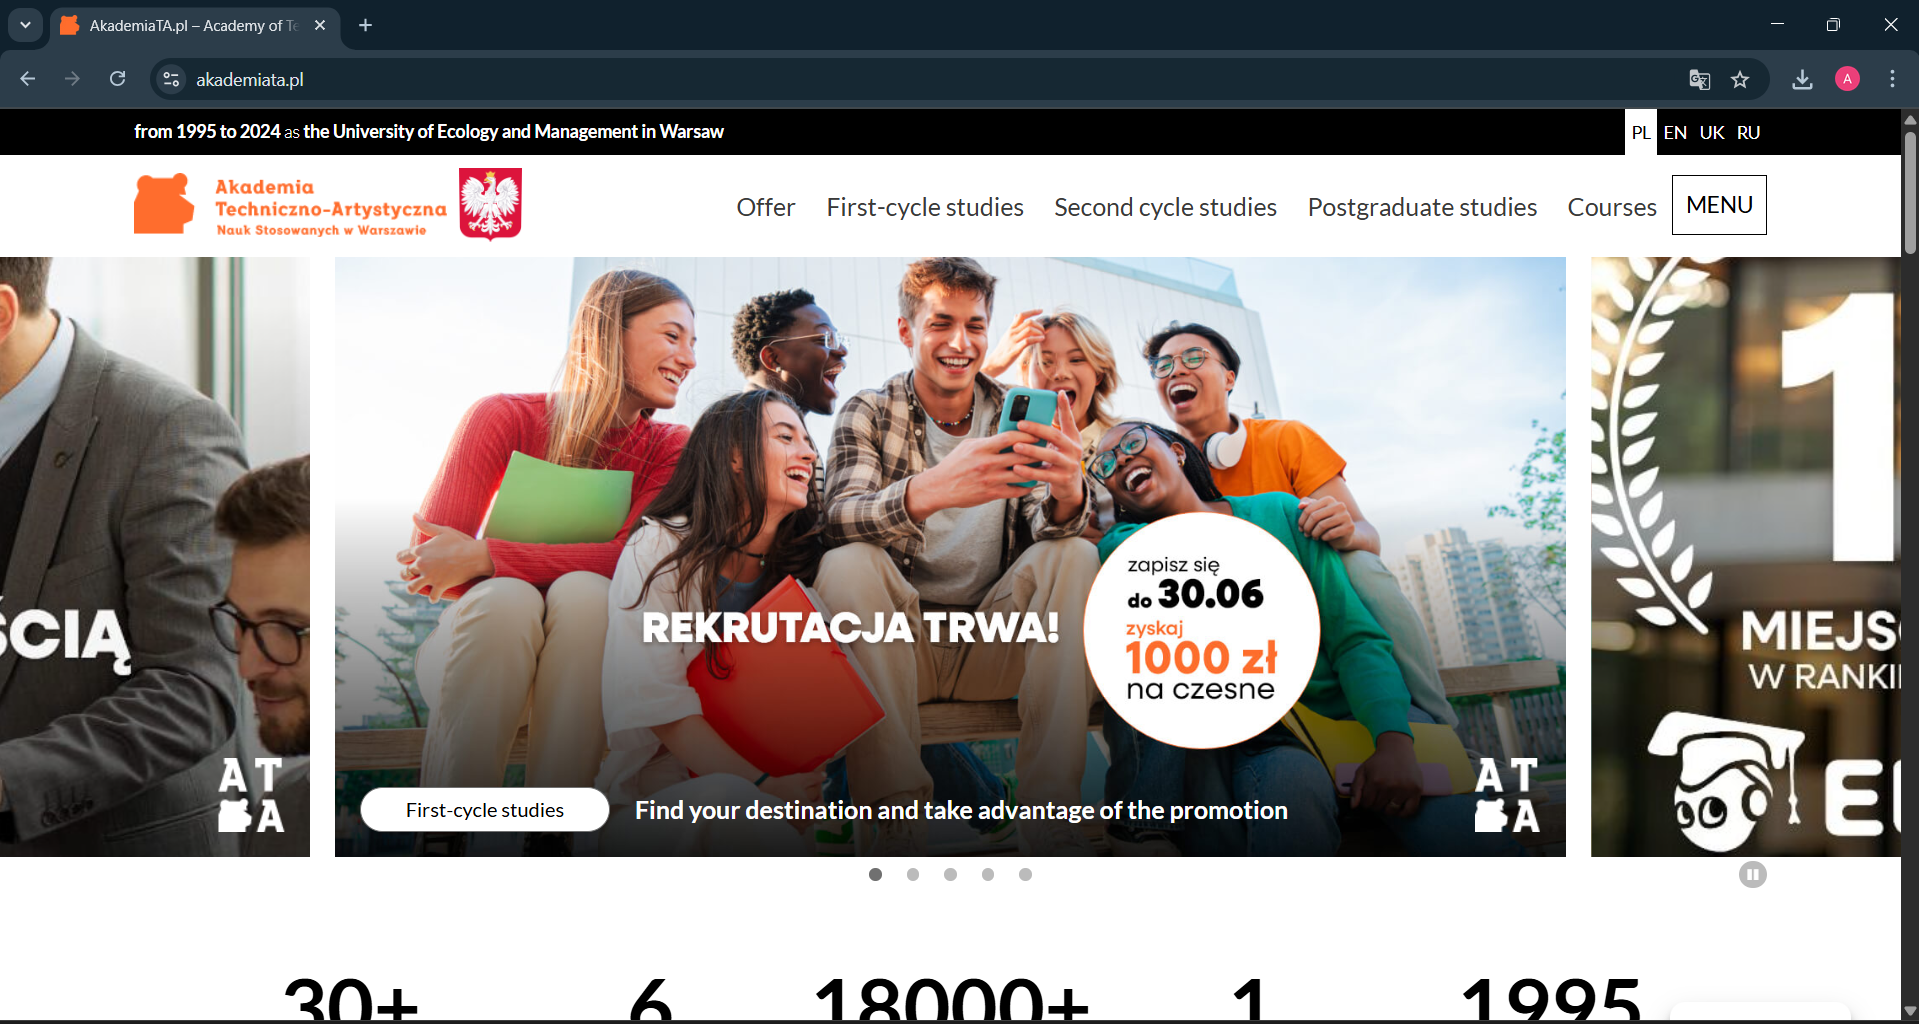 AkademiaTA.pl – Academy of Te
akademiata.pl
A
from 1995 to 2024 as the University of Ecology and Management in Warsaw
PL EN UK RU
Akademia
Techniczno-Artystyczna
Nauk Stosowanych w Warszawie
Offer First-cycle studies Second cycle studies Postgraduate studies Courses MENU
ŚCIĄ
AT
A
REKRUTACJA TRWA!
zapisz się
do 30.06
zyskaj
1000 zł
na czesne
First-cycle studies Find your destination and take advantage of the promotion
AT
A
1
MIEJS
W RANKI
30+ 6 18000+ 1 1995